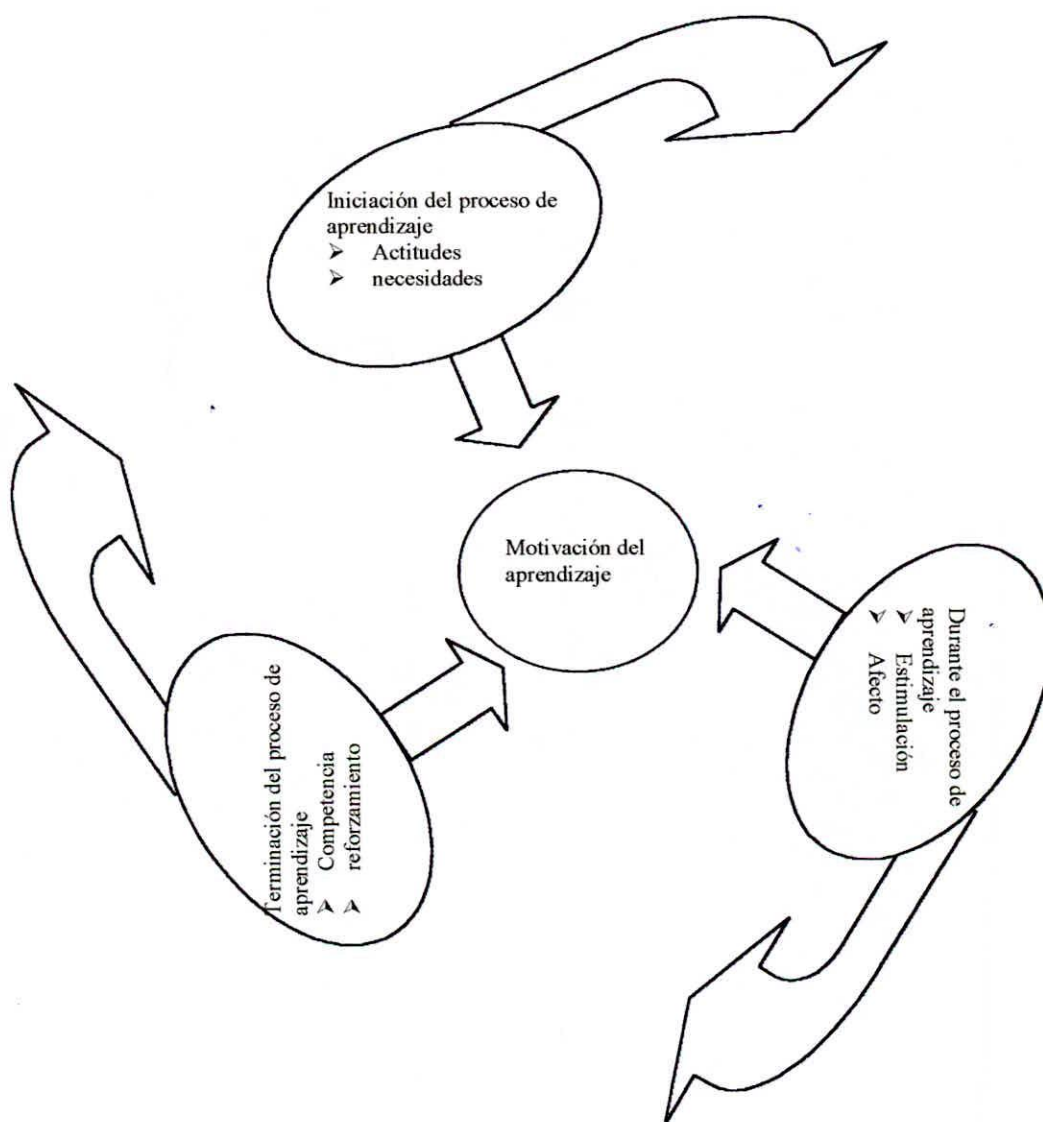 Iniciación del proceso de
aprendizaje
➢ Actitudes
➢ necesidades
Motivación del
aprendizaje
Durante el proceso de
aprendizaje
➢ Estimulación
➢ Afecto
Terminación del proceso de
aprendizaje
➢ Competencia
➢ reforzamiento